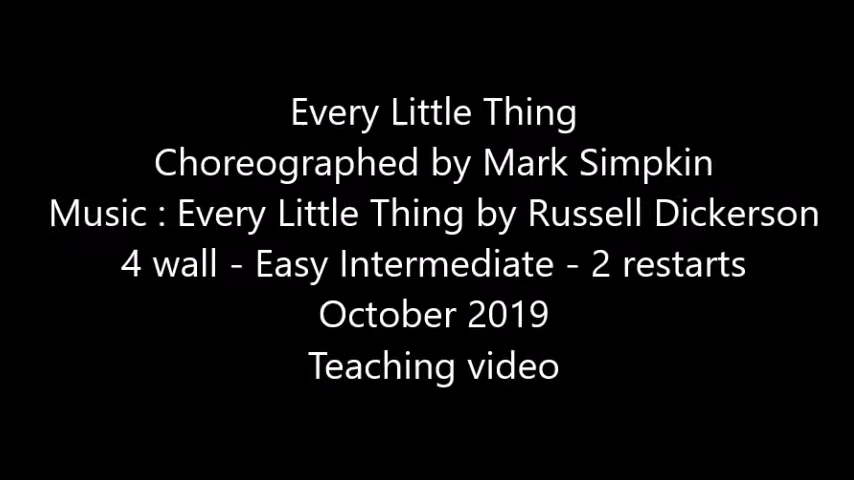 Every Little Thing
Choreographed by Mark Simpkin
Music : Every Little Thing by Russell Dickerson
4 wall - Easy Intermediate - 2 restarts
October 2019
Teaching video